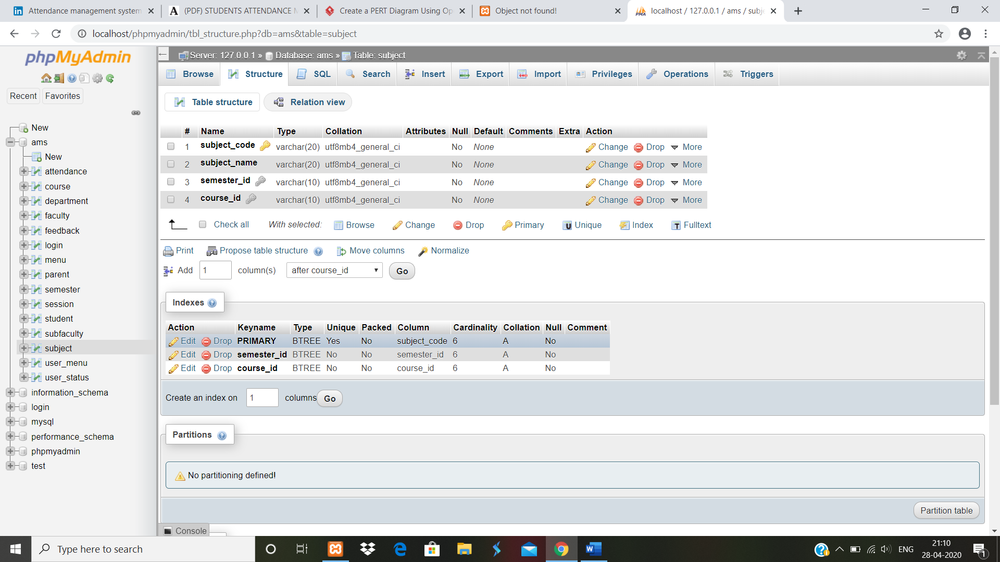 Attendance management system
(PDF) STUDENTS ATTENDANCE M
Create a PERT Diagram Using Op
Object not found!
localhost / 127.0.0.1 / ams / subje
localhost/phpmyadmin/tbl_structure.php?db=ams&table=subject
phpMyAdmin
Recent Favorites
New
ams
New
attendance
course
department
faculty
feedback
login
menu
parent
semester
session
student
subfaculty
subject
user_menu
user_status
information_schema
login
mysql
performance_schema
phpmyadmin
test
Server: 127.0.0.1 » Database: ams » Table: subject
Browse Structure SQL Search Insert Export Import Privileges Operations Triggers
Table structure Relation view
# Name Type Collation Attributes Null Default Comments Extra Action
1 subject_code varchar(20) utf8mb4_general_ci No None Change Drop More
2 subject_name varchar(20) utf8mb4_general_ci No None Change Drop More
3 semester_id varchar(10) utf8mb4_general_ci No None Change Drop More
4 course_id varchar(10) utf8mb4_general_ci No None Change Drop More
Check all With selected: Browse Change Drop Primary Unique Index Fulltext
Print Propose table structure Move columns Normalize
Add 1 column(s) after course_id Go
Indexes
Action Keyname Type Unique Packed Column Cardinality Collation Null Comment
Edit Drop PRIMARY BTREE Yes No subject_code 6 A No
Edit Drop semester_id BTREE No No semester_id 6 A No
Edit Drop course_id BTREE No No course_id 6 A No
Create an index on 1 columns Go
Partitions
No partitioning defined!
Partition table
Console
Type here to search
ENG
21:10
28-04-2020
1